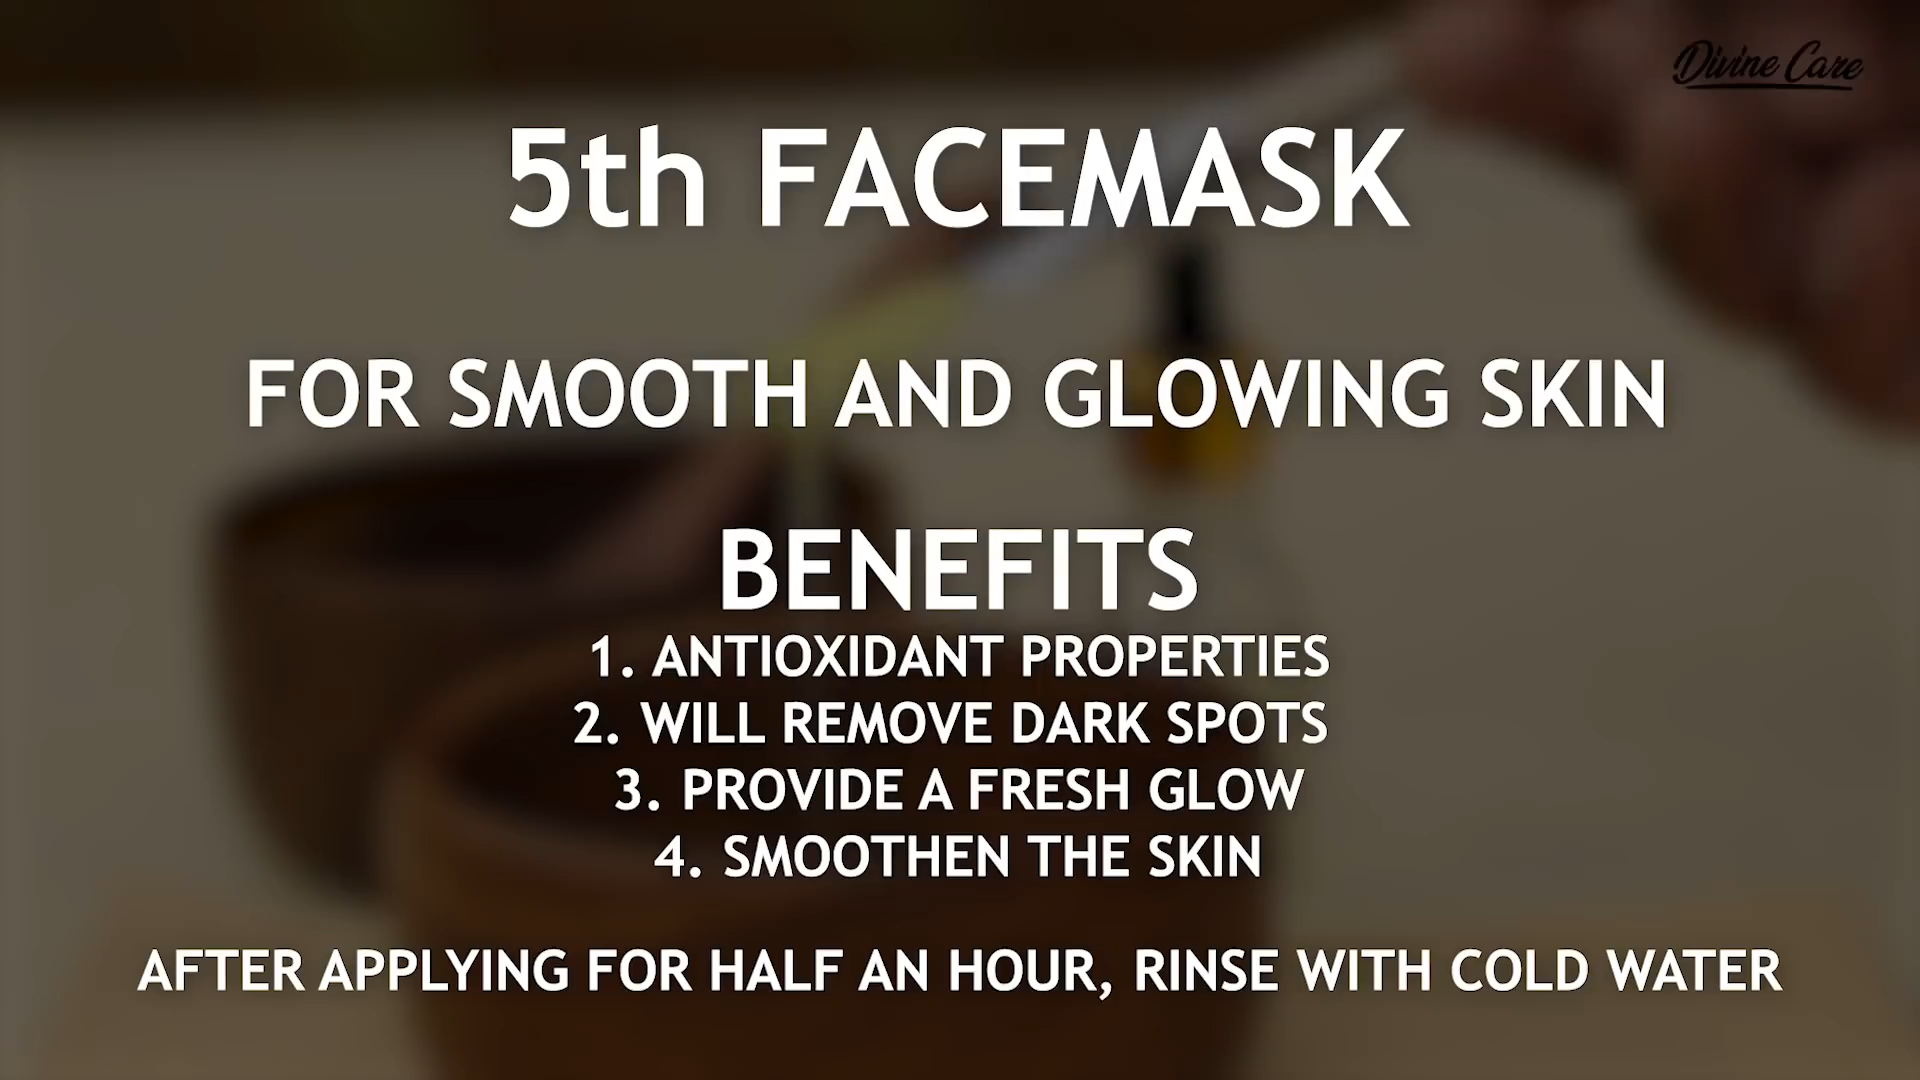 Divine Care
5th FACEMASK
FOR SMOOTH AND GLOWING SKIN
BENEFITS
1. ANTIOXIDANT PROPERTIES
2. WILL REMOVE DARK SPOTS
3. PROVIDE A FRESH GLOW
4. SMOOTHEN THE SKIN
AFTER APPLYING FOR HALF AN HOUR, RINSE WITH COLD WATER